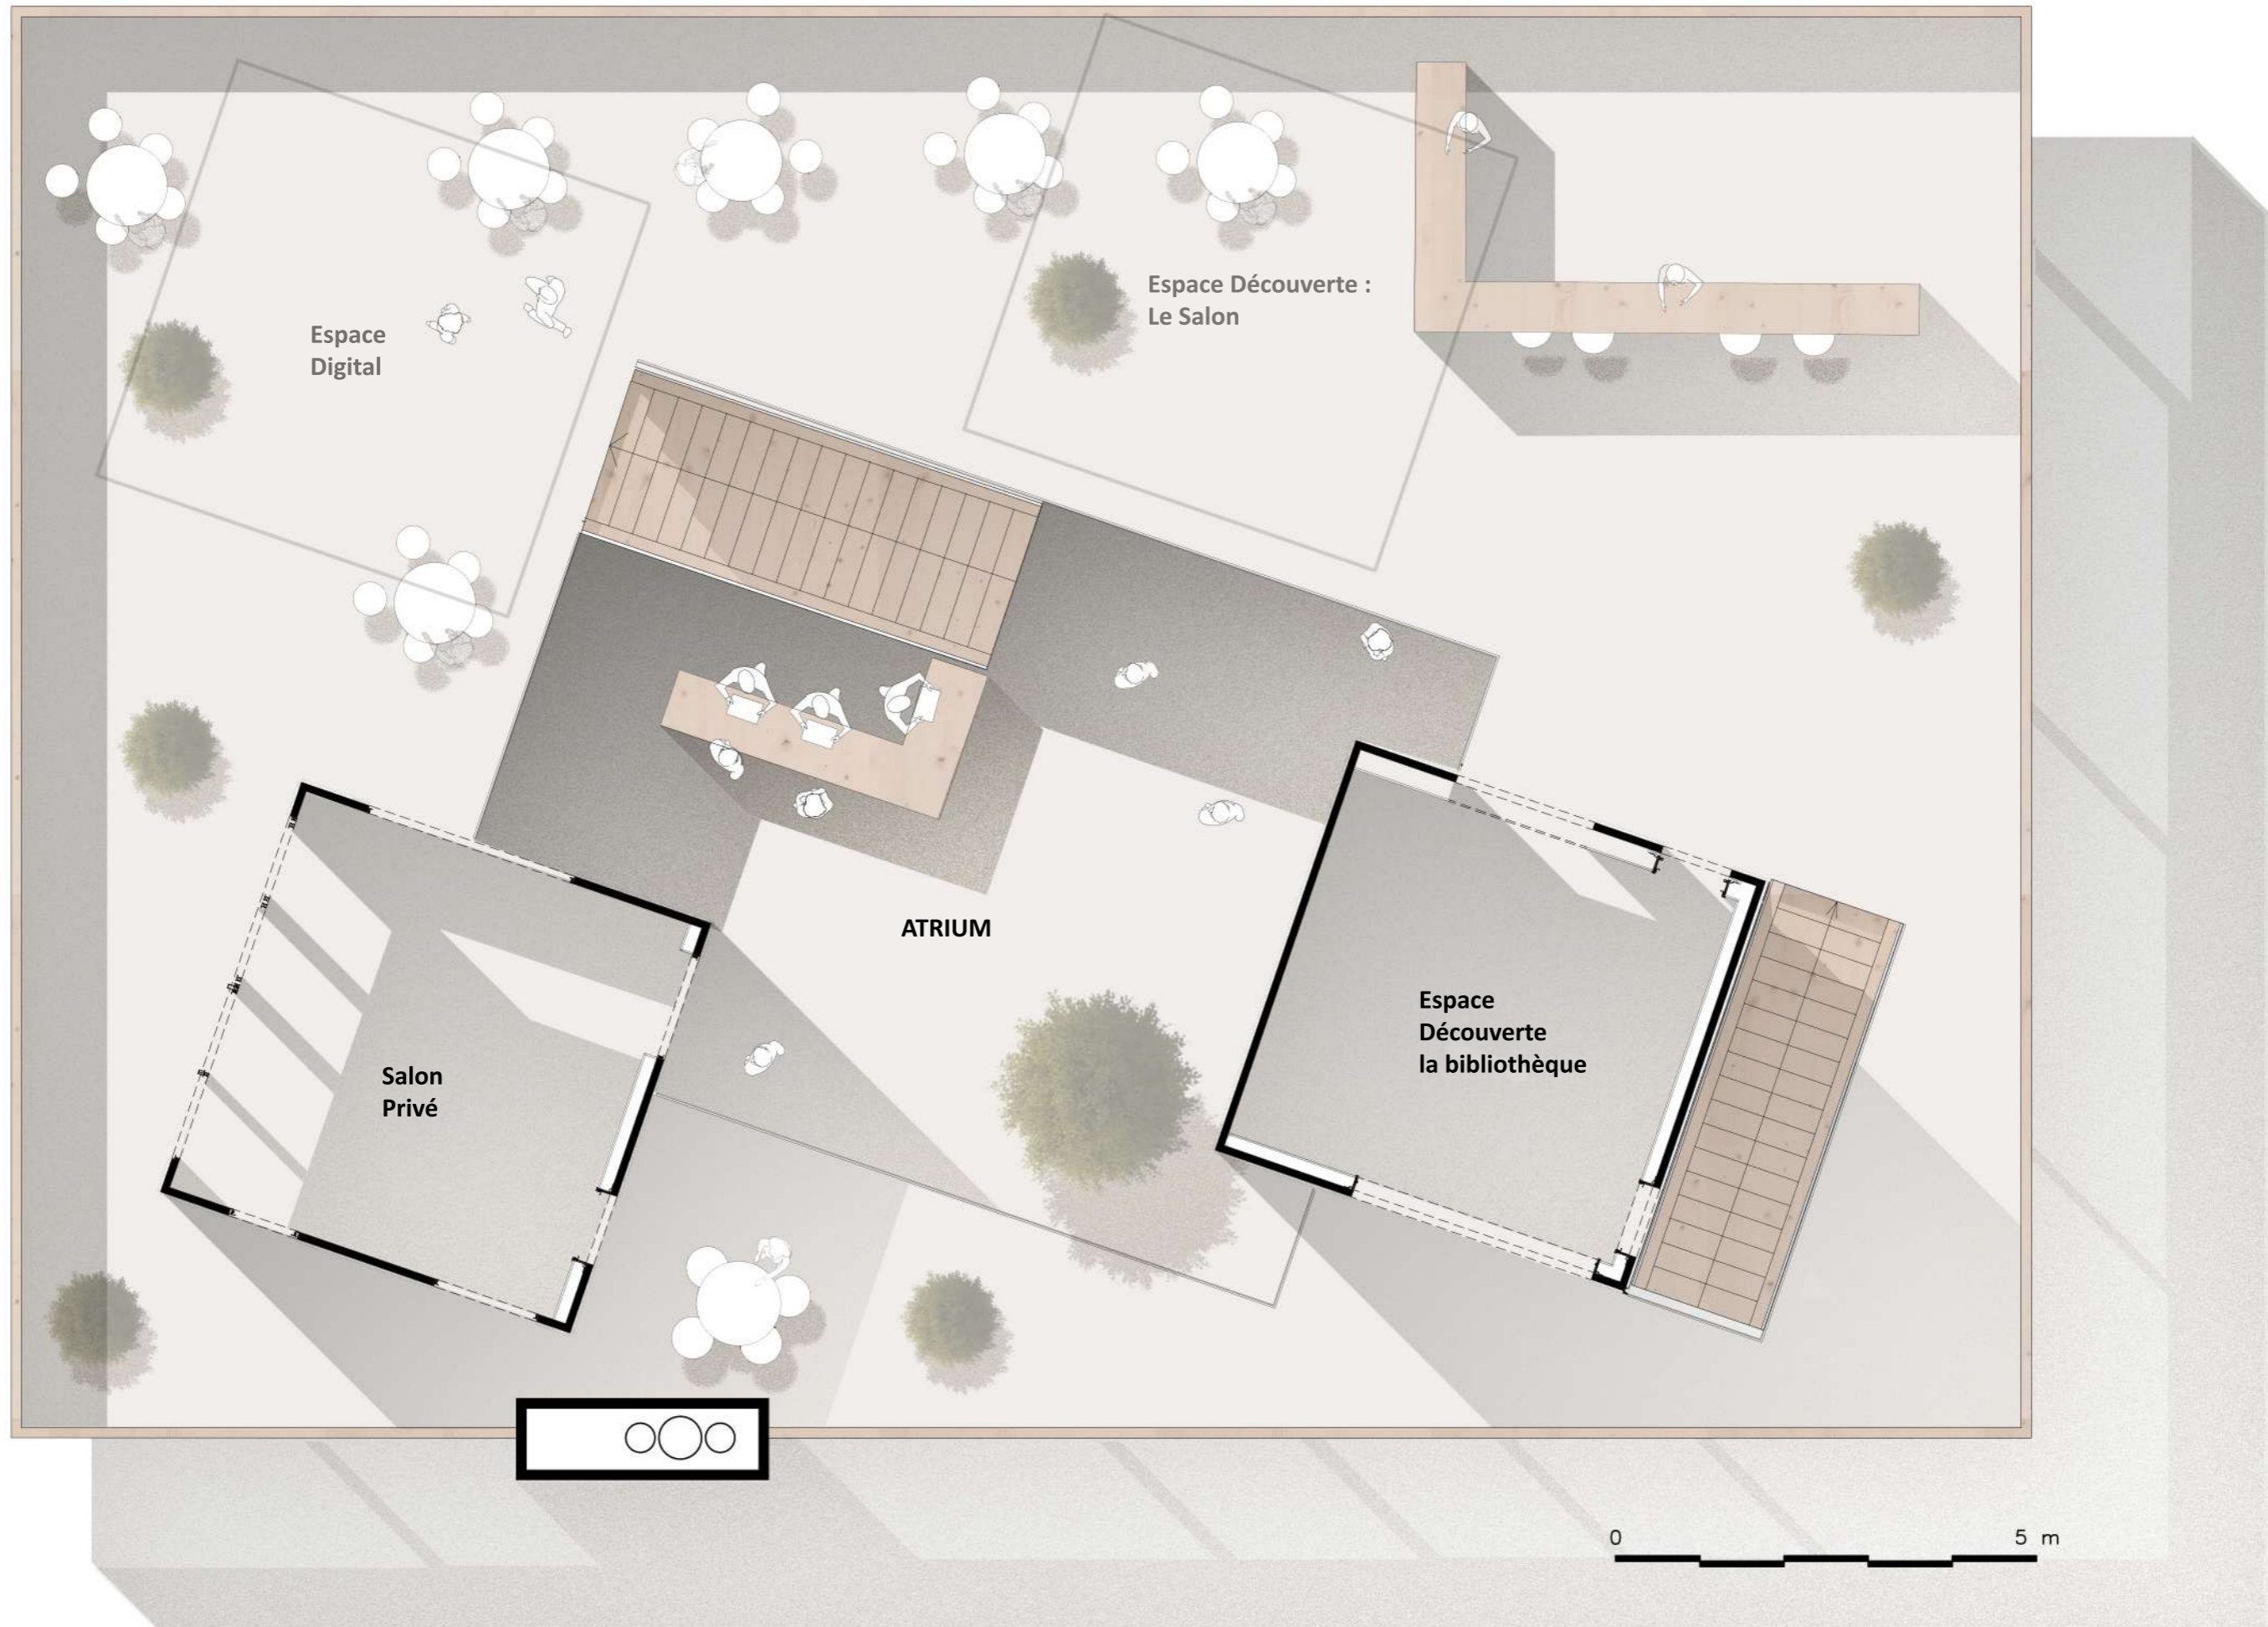 Espace Découverte :
Le Salon
Espace
Digital
ATRIUM
Espace
Découverte
la bibliothèque
Salon
Privé
0 5 m